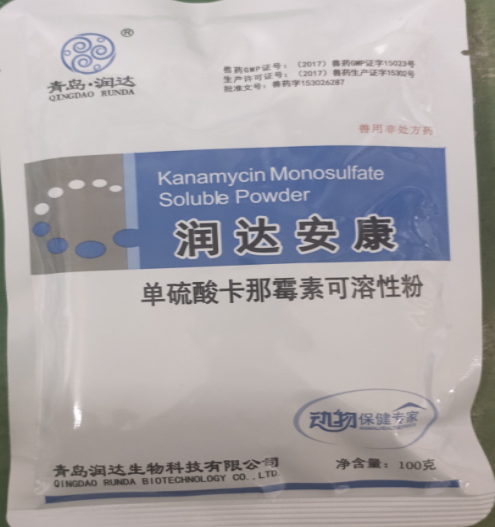 ®
青岛·润达
QINGDAO RUNDA
兽药GMP证号：（2017）兽药GMP证字15023号
生产许可证号：（2017）兽药生产证字15302号
批准文号：兽药字153026287
兽用非处方药
Kanamycin Monosulfate
Soluble Powder
润达安康
单硫酸卡那霉素可溶性粉
动物保健专家
青岛润达生物科技有限公司
QINGDAO RUNDA BIOTECHNOLOGY CO.,LTD
净含量：100克